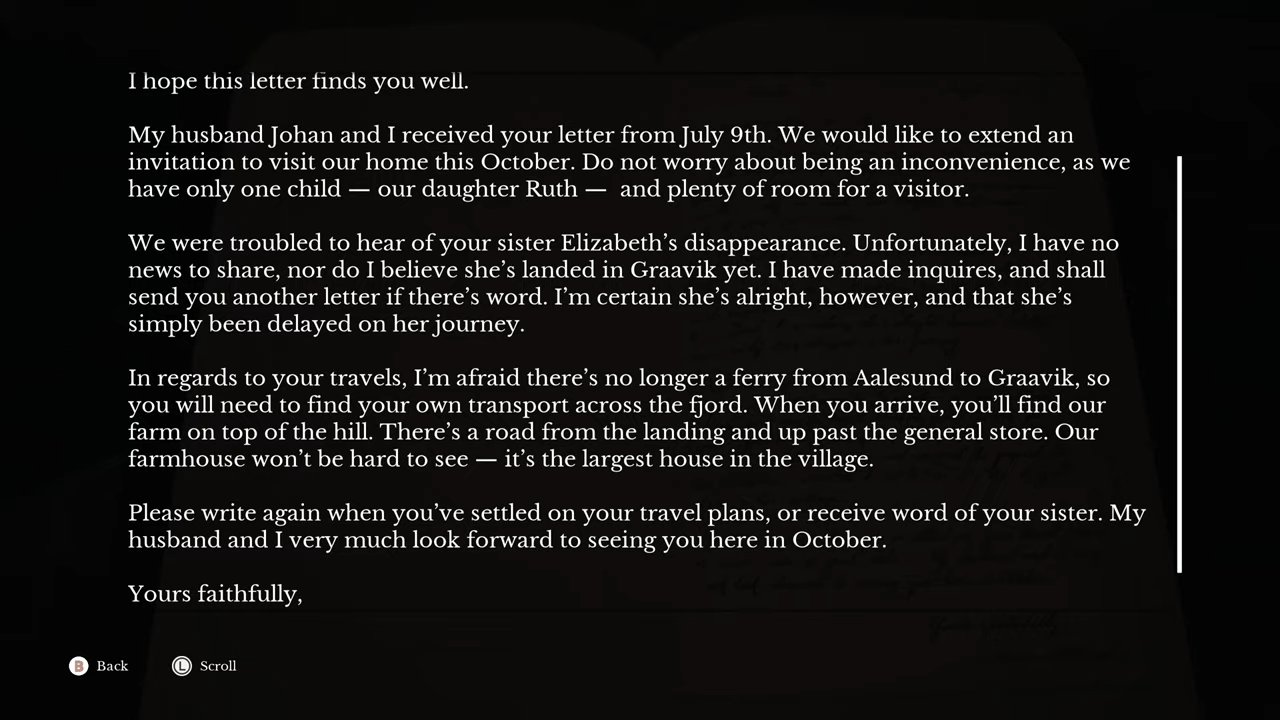 I hope this letter finds you well.
My husband Johan and I received your letter from July 9th. We would like to extend an
invitation to visit our home this October. Do not worry about being an inconvenience, as we
have only one child — our daughter Ruth —  and plenty of room for a visitor.
We were troubled to hear of your sister Elizabeth's disappearance. Unfortunately, I have no
news to share, nor do I believe she's landed in Graavik yet. I have made inquires, and shall
send you another letter if there's word. I'm certain she's alright, however, and that she's
simply been delayed on her journey.
In regards to your travels, I'm afraid there's no longer a ferry from Aalesund to Graavik, so
you will need to find your own transport across the fjord. When you arrive, you'll find our
farm on top of the hill. There's a road from the landing and up past the general store. Our
farmhouse won't be hard to see — it's the largest house in the village.
Please write again when you've settled on your travel plans, or receive word of your sister. My
husband and I very much look forward to seeing you here in October.
Yours faithfully,
B Back
L Scroll